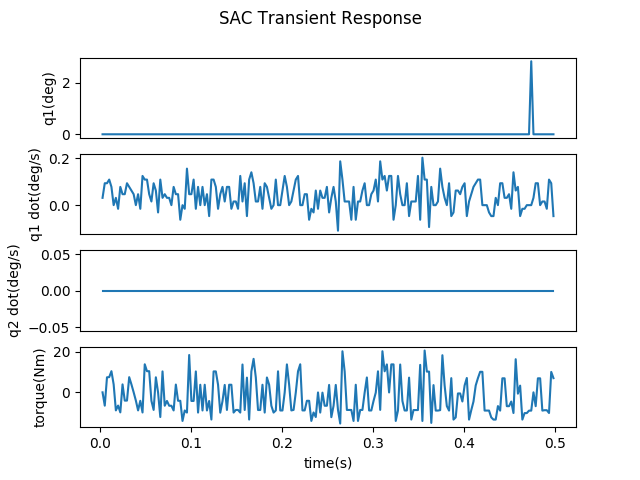 SAC Transient Response
q1(deg)
2
0
q1 dot(deg/s)
0.2
0.0
q2 dot(deg/s)
0.05
0.00
−0.05
torque(Nm)
20
0
0.0 0.1 0.2 0.3 0.4 0.5
time(s)